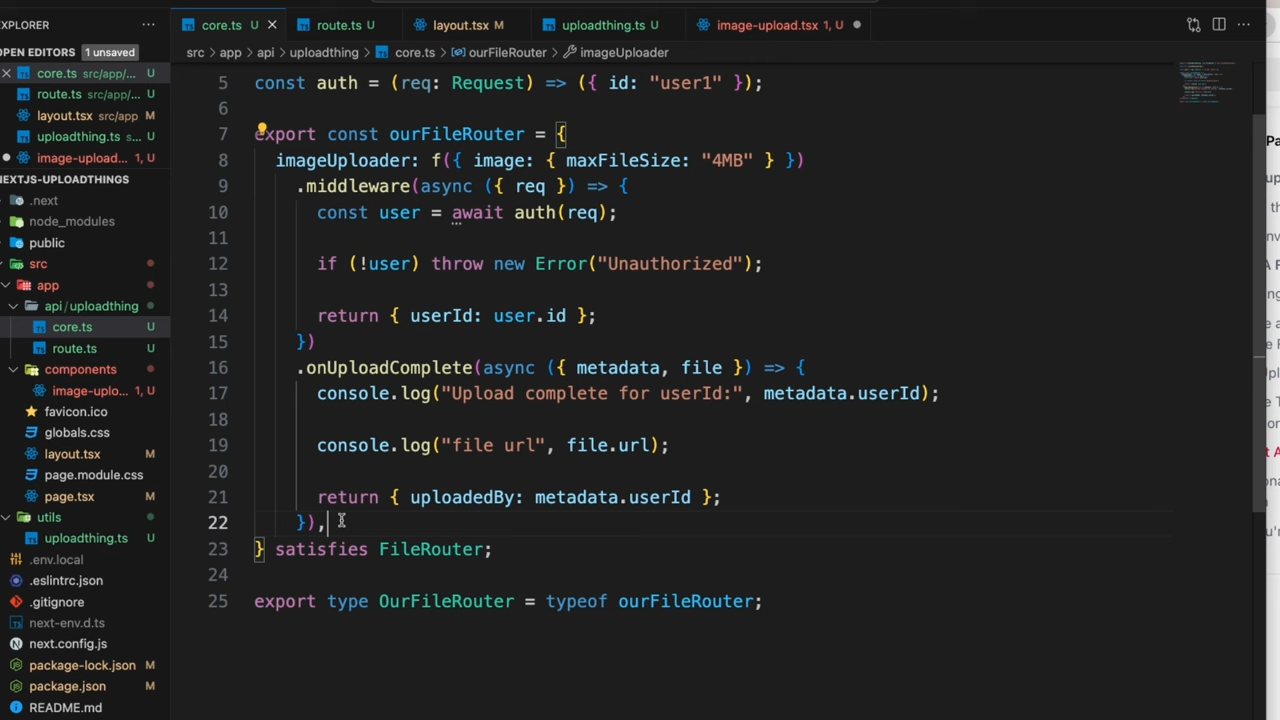 EXPLORER
core.ts U
route.ts U
layout.tsx M
uploadthing.ts U
image-upload.tsx 1, U
OPEN EDITORS 1 unsaved
core.ts src/app/... U
route.ts src/app/... U
layout.tsx src/app M
uploadthing.ts s... U
image-upload... 1, U
NEXTJS-UPLOADTHINGS
.next
node_modules
public
src
app
api/uploadthing
core.ts U
route.ts U
components
image-uplo... 1, U
favicon.ico
globals.css
layout.tsx M
page.module.css
page.tsx M
utils
uploadthing.ts U
.env.local
.eslintrc.json
.gitignore
next-env.d.ts
next.config.js
package-lock.json M
package.json M
README.md
src > app > api > uploadthing > core.ts > ourFileRouter > imageUploader
5 const auth = (req: Request) => ({ id: "user1" });
6
7 export const ourFileRouter = {
8 imageUploader: f({ image: { maxFileSize: "4MB" } })
9 .middleware(async ({ req }) => {
10 const user = await auth(req);
11
12 if (!user) throw new Error("Unauthorized");
13
14 return { userId: user.id };
15 })
16 .onUploadComplete(async ({ metadata, file }) => {
17 console.log("Upload complete for userId:", metadata.userId);
18
19 console.log("file url", file.url);
20
21 return { uploadedBy: metadata.userId };
22 }),
23 } satisfies FileRouter;
24
25 export type OurFileRouter = typeof ourFileRouter;